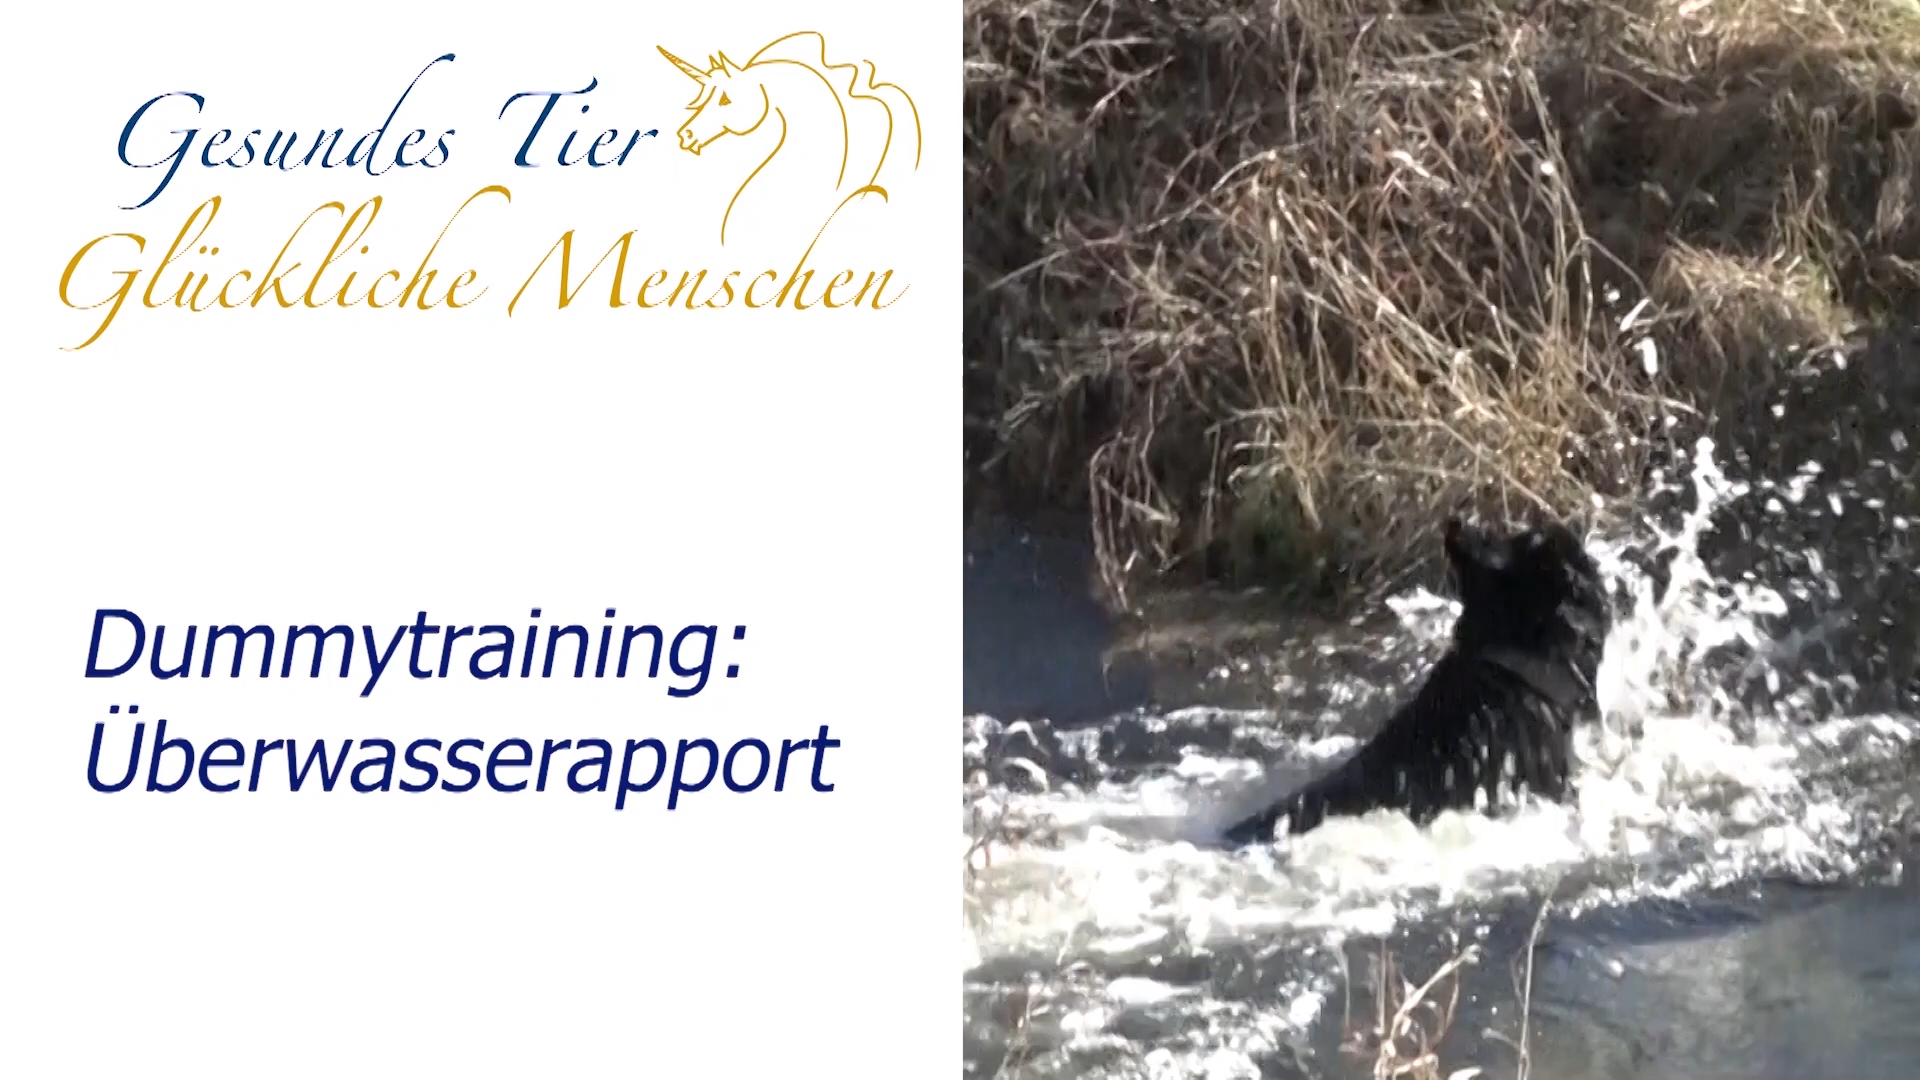 Gesundes Tier
Glückliche Menschen
Dummytraining:
Überwasserapport